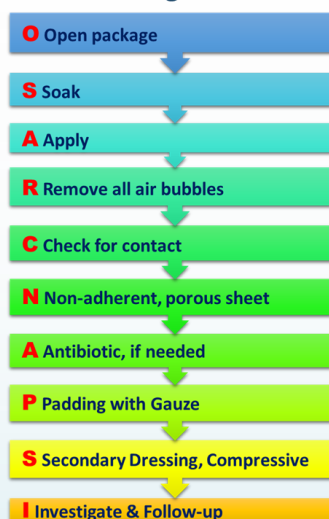 O Open package
S Soak
A Apply
R Remove all air bubbles
C Check for contact
N Non-adherent, porous sheet
A Antibiotic, if needed
P Padding with Gauze
S Secondary Dressing, Compressive
I Investigate & Follow-up